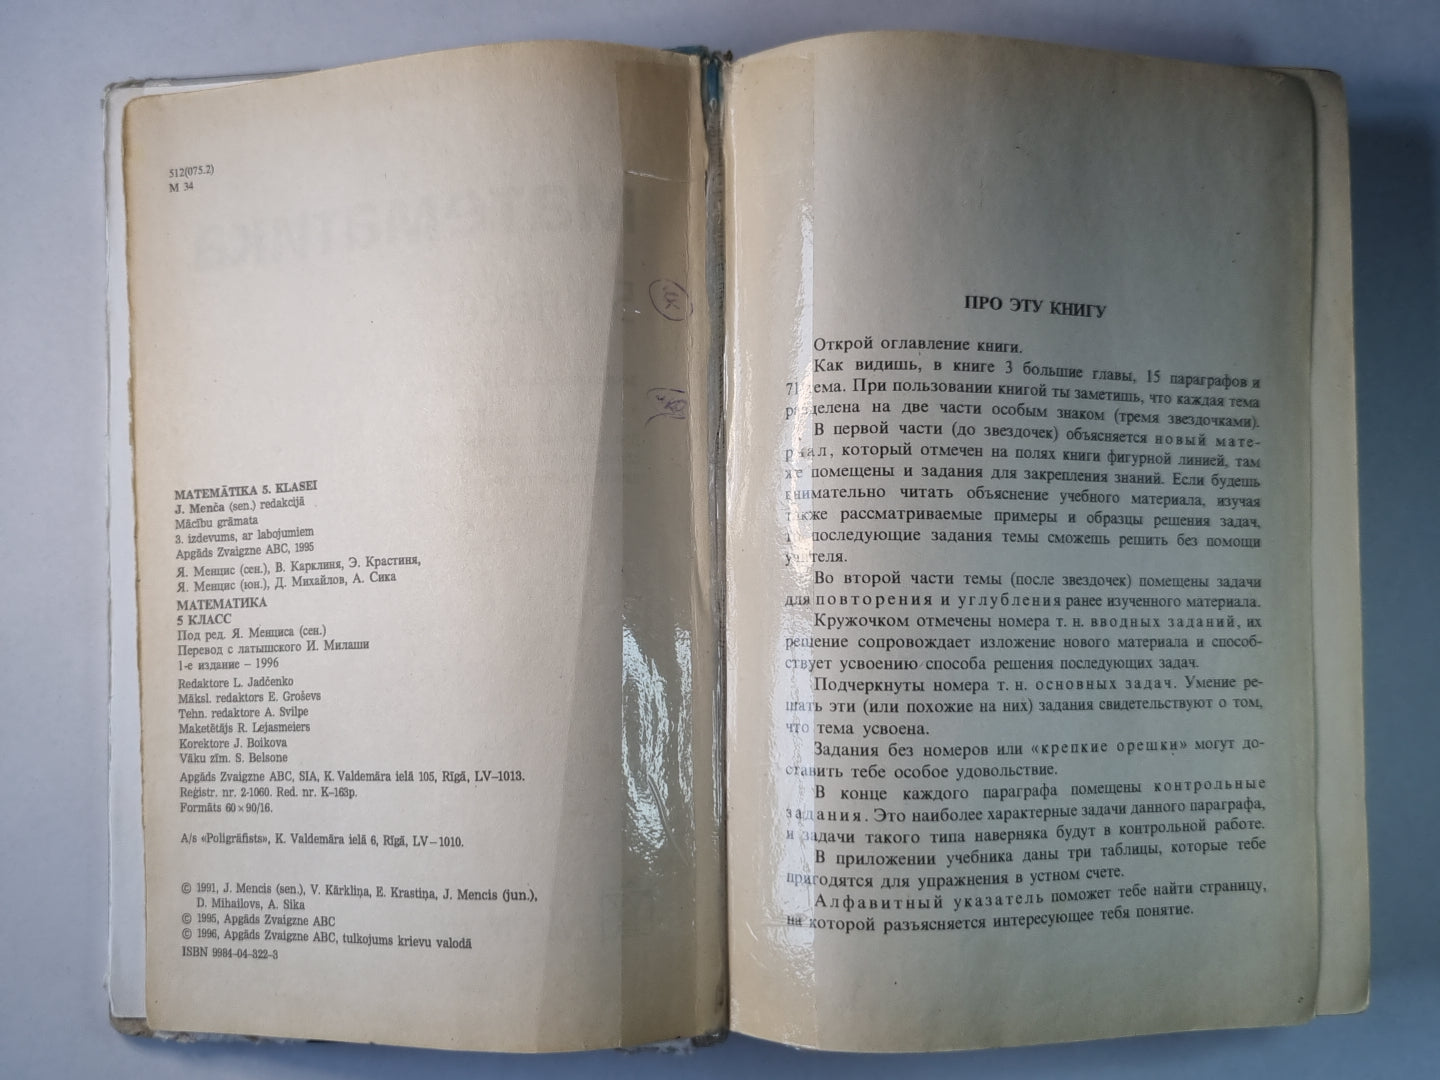 512(075.2)
М 34
MATEMĀTIKA 5. KLASEI
J. Menča (sen.) redakcijā
Mācību grāmata
3. izdevums, ar labojumiem
Apgāds Zvaigzne ABC, 1995
Я. Менцис (сен.), В. Карклиня, Э. Крастиня,
Я. Менцис (юн.), Д. Михайлов, А. Сика
МАТЕМАТИКА
5 КЛАСС
Под ред. Я. Менциса (сен.)
Перевод с латышского И. Милаши
1-е издание – 1996
Redaktore L. Jadčenko
Māksl. redaktors E. Groševs
Tehn. redaktore A. Svilpe
Maketētājs R. Lejasmeiers
Korektore J. Boikova
Vāku zīm. S. Belsone
Apgāds Zvaigzne ABC, SIA, K. Valdemāra ielā 105, Rīgā, LV–1013.
Reģistr. nr. 2-1060. Red. nr. K–163p.
Formāts 60×90/16.
A/s «Poligrāfists», K. Valdemāra ielā 6, Rīgā, LV–1010.
© 1991, J. Mencis (sen.), V. Kārkliņa, E. Krastiņa, J. Mencis (jun.),
D. Mihailovs, A. Sika
© 1995, Apgāds Zvaigzne ABC
© 1996, Apgāds Zvaigzne ABC, tulkojums krievu valodā
ISBN 9984–04–322–3
ПРО ЭТУ КНИГУ
Открой оглавление книги.
Как видишь, в книге 3 большие главы, 15 параграфов и
71 тема. При пользовании книгой ты заметишь, что каждая тема
разделена на две части особым знаком (тремя звездочками).
В первой части (до звездочек) объясняется новый мате-
риал, который отмечен на полях книги фигурной линией, там
же помещены и задания для закрепления знаний. Если будешь
внимательно читать объяснение учебного материала, изучая
также рассматриваемые примеры и образцы решения задач,
то последующие задания темы сможешь решить без помощи
учителя.
Во второй части темы (после звездочек) помещены задачи
для повторения и углубления ранее изученного материала.
Кружочком отмечены номера т. н. вводных заданий, их
решение сопровождает изложение нового материала и способ-
ствует усвоению способа решения последующих задач.
Подчеркнуты номера т. н. основных задач. Умение ре-
шать эти (или похожие на них) задания свидетельствуют о том,
что тема усвоена.
Задания без номеров или «крепкие орешки» могут до-
ставить тебе особое удовольствие.
В конце каждого параграфа помещены контрольные
задания. Это наиболее характерные задачи данного параграфа,
и задачи такого типа наверняка будут в контрольной работе.
В приложении учебника даны три таблицы, которые тебе
пригодятся для упражнения в устном счете.
Алфавитный указатель поможет тебе найти страницу,
на которой разъясняется интересующее тебя понятие.